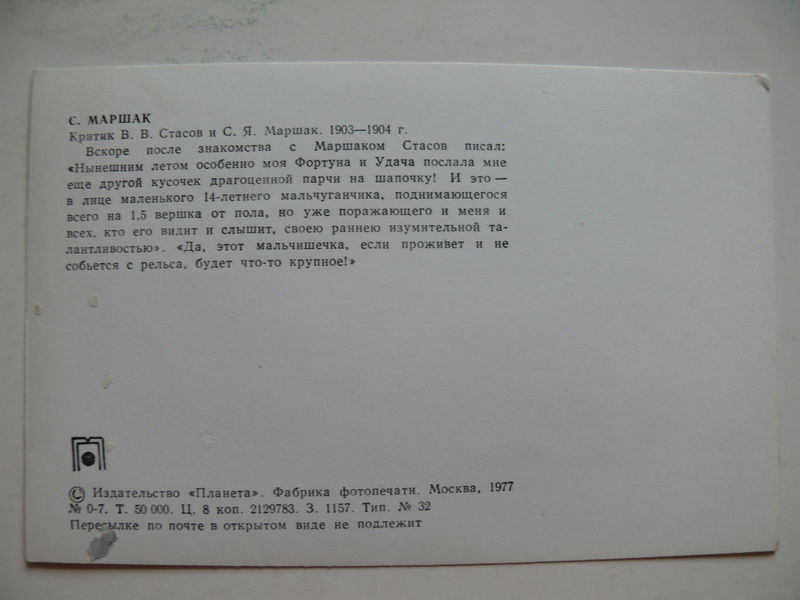 С. МАРШАК
Критик В. В. Стасов и С. Я. Маршак. 1903—1904 г.
Вскоре после знакомства с Маршаком Стасов писал:
«Нынешним летом особенно моя Фортуна и Удача послала мне
еще другой кусочек драгоценной парчи на шапочку! И это —
в лице маленького 14-летнего мальчуганчика, поднимающегося
всего на 1,5 вершка от пола, но уже поражающего и меня и
всех, кто его видит и слышит, своею раннею изумительной та-
лантливостью». «Да, этот мальчишечка, если проживет и не
собьется с рельса, будет что-то крупное!»
© Издательство «Планета». Фабрика фотопечати. Москва, 1977
№ 0-7. Т. 50 000. Ц. 8 коп. 2129783. З. 1157. Тип. № 32
Пересылке по почте в открытом виде не подлежит